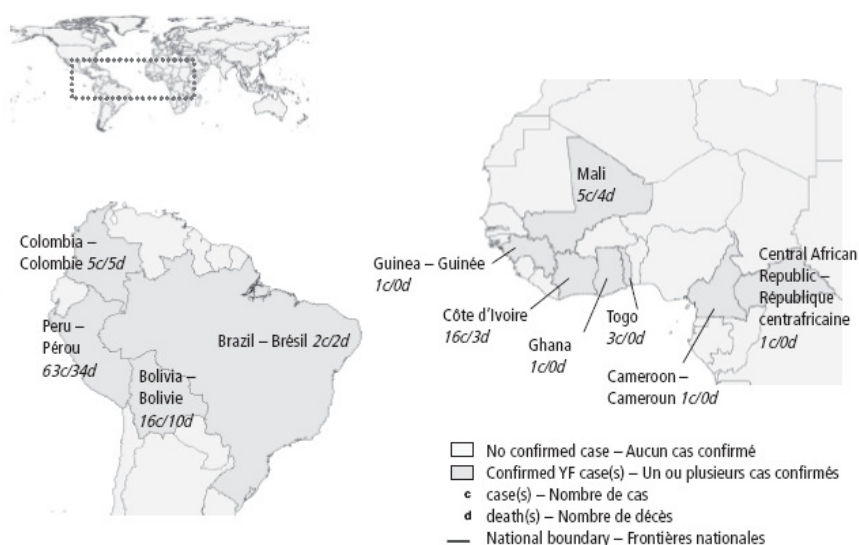 Colombia –
Colombie 5c/5d
Peru –
Pérou
63c/34d
Brazil – Brésil 2c/2d
Bolivia –
Bolivie
16c/10d
Mali
5c/4d
Guinea – Guinée
1c/0d
Côte d'Ivoire
16c/3d
Ghana
1c/0d
Togo
3c/0d
Cameroon –
Cameroun 1c/0d
Central African
Republic –
République
centrafricaine
1c/0d
No confirmed case – Aucun cas confirmé
Confirmed YF case(s) – Un ou plusieurs cas confirmés
c case(s) – Nombre de cas
d death(s) – Nombre de décès
National boundary – Frontières nationales